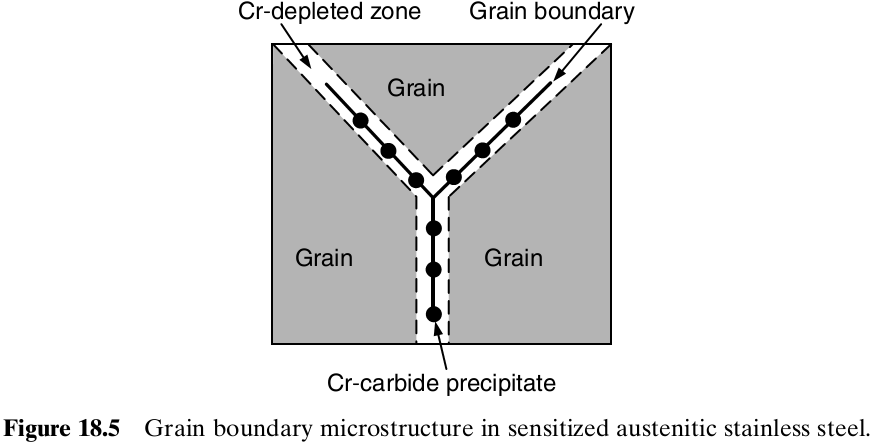 Cr-depleted zone
Grain boundary
Grain
Grain
Grain
Cr-carbide precipitate
Figure 18.5 Grain boundary microstructure in sensitized austenitic stainless steel.